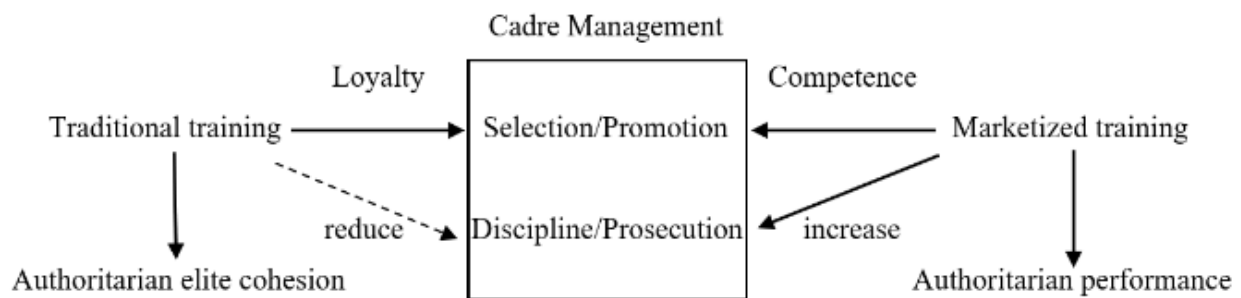 Cadre Management
Loyalty
Competence
Traditional training
Selection/Promotion
Marketized training
reduce
Discipline/Prosecution
increase
Authoritarian elite cohesion
Authoritarian performance